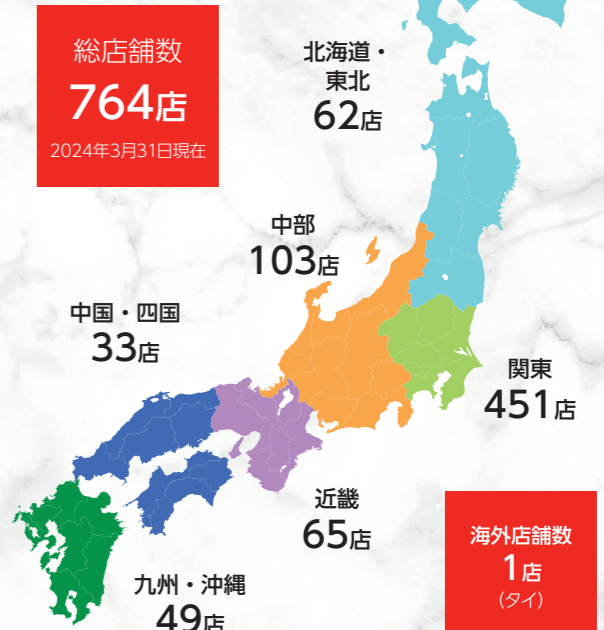 総店舗数
764店
2024年3月31日現在
北海道・
東北
62店
中部
103店
中国・四国
33店
関東
451店
近畿
65店
九州・沖縄
49店
海外店舗数
1店
（タイ）